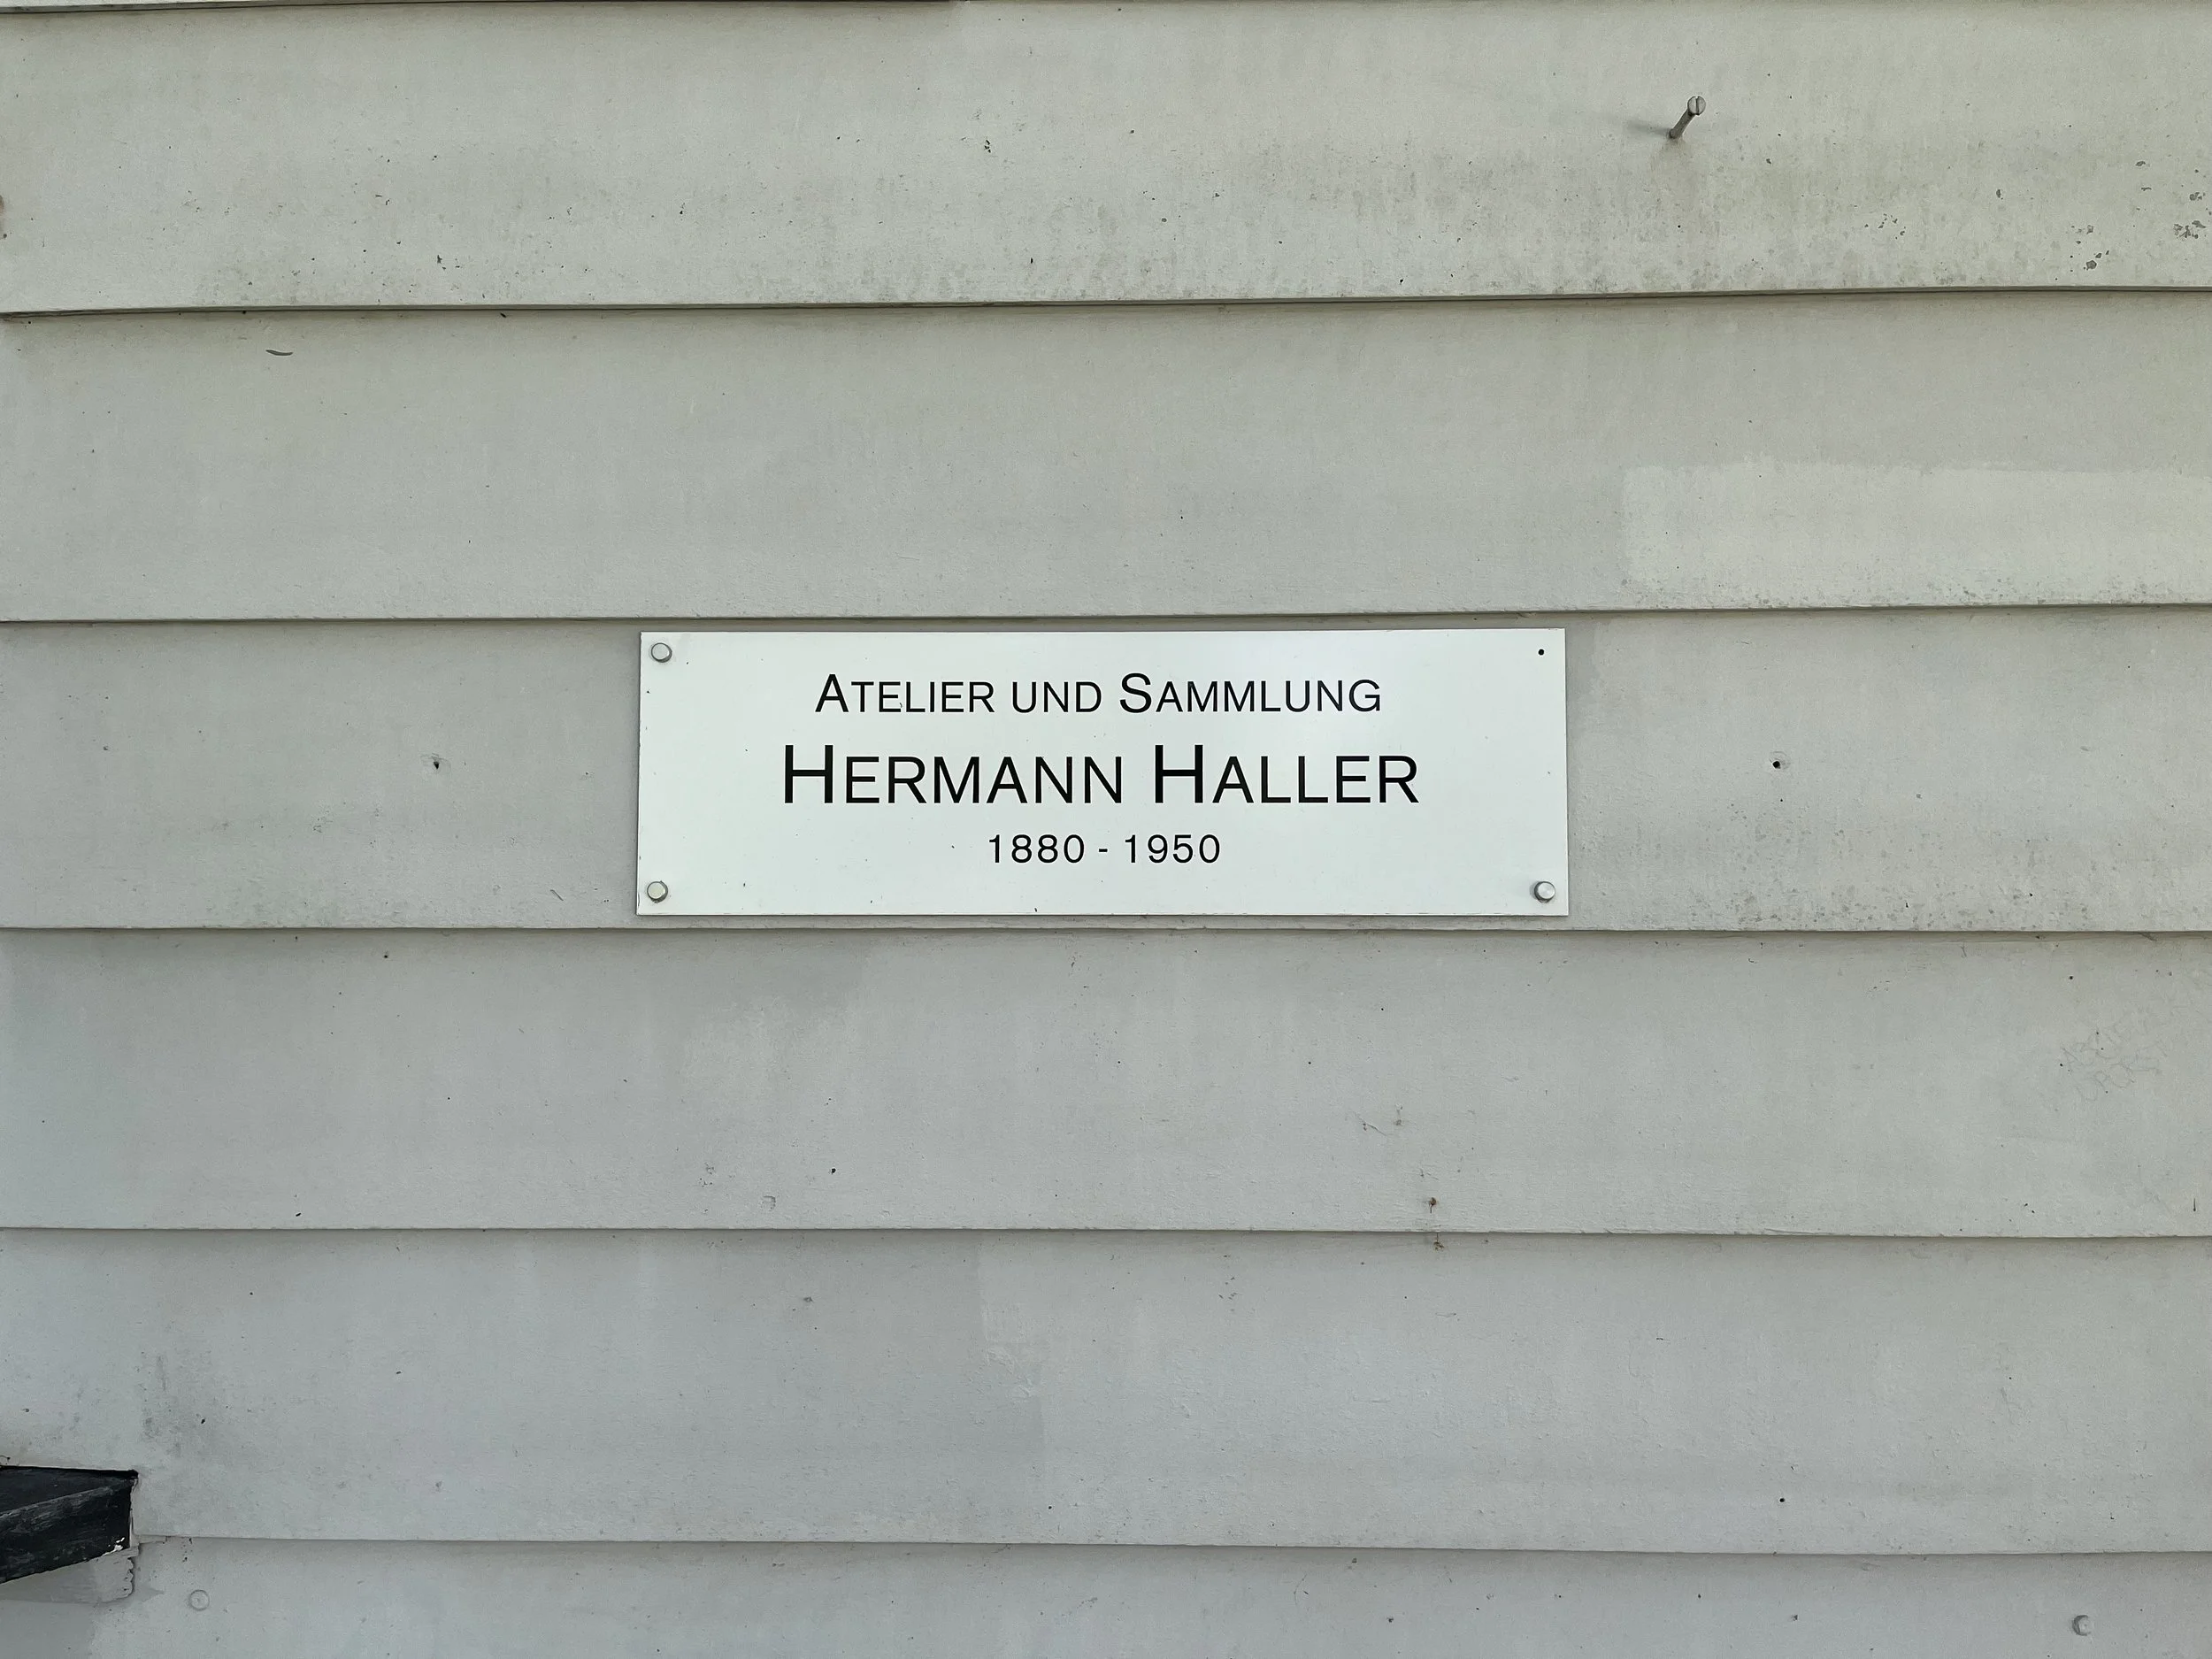 ATELIER UND SAMMLUNG
HERMANN HALLER
1880 - 1950